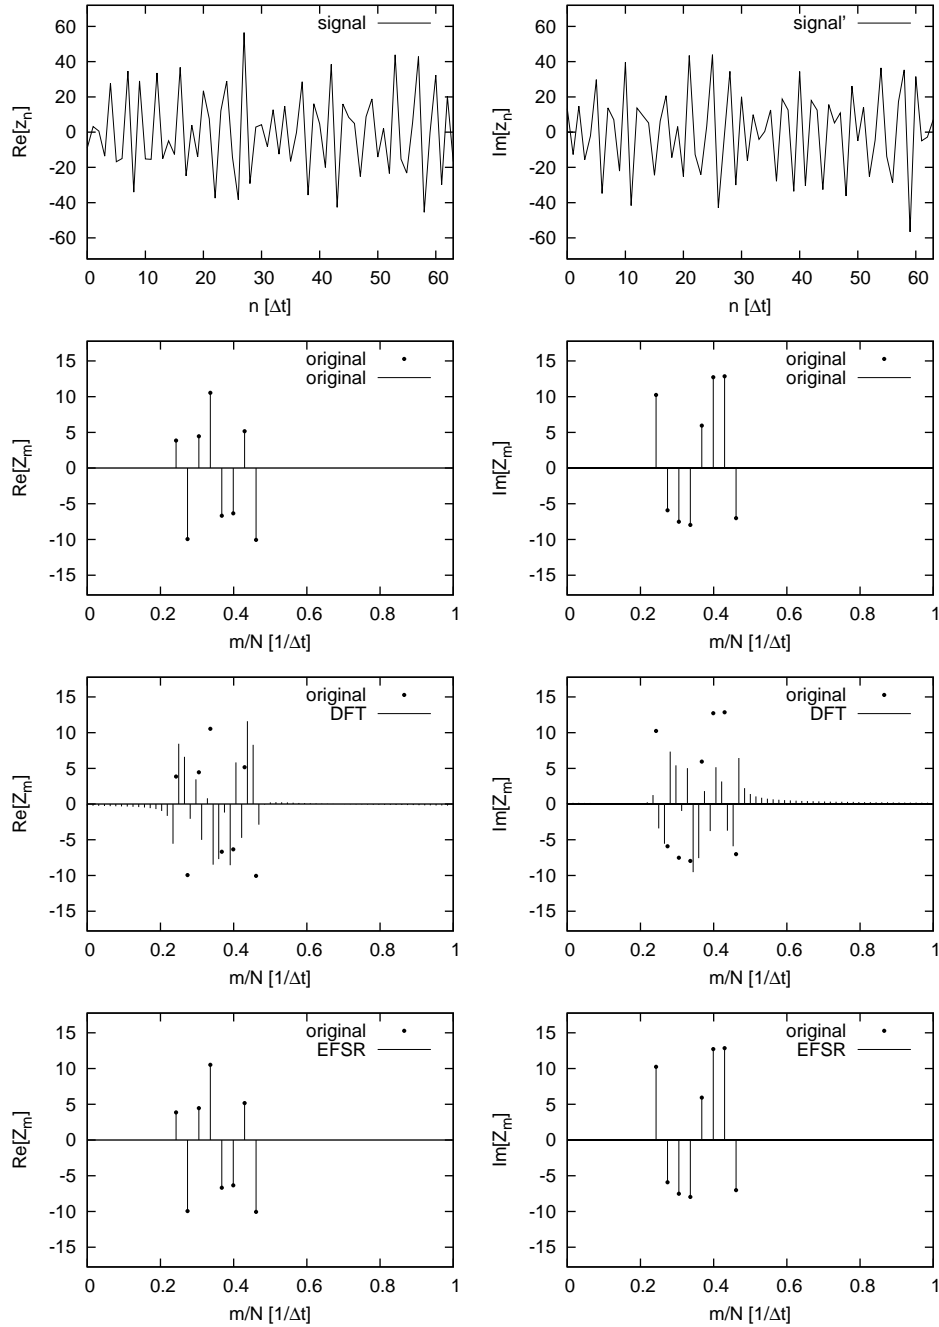 signal
Re[zn]
60
40
20
0
-20
-40
-60
0 10 20 30 40 50 60
n [Δt]
signal'
Im[zn]
60
40
20
0
-20
-40
-60
0 10 20 30 40 50 60
n [Δt]
original
original
Re[Zm]
15
10
5
0
-5
-10
-15
0 0.2 0.4 0.6 0.8 1
m/N [1/Δt]
original
original
Im[Zm]
15
10
5
0
-5
-10
-15
0 0.2 0.4 0.6 0.8 1
m/N [1/Δt]
original
DFT
Re[Zm]
15
10
5
0
-5
-10
-15
0 0.2 0.4 0.6 0.8 1
m/N [1/Δt]
original
DFT
Im[Zm]
15
10
5
0
-5
-10
-15
0 0.2 0.4 0.6 0.8 1
m/N [1/Δt]
original
EFSR
Re[Zm]
15
10
5
0
-5
-10
-15
0 0.2 0.4 0.6 0.8 1
m/N [1/Δt]
original
EFSR
Im[Zm]
15
10
5
0
-5
-10
-15
0 0.2 0.4 0.6 0.8 1
m/N [1/Δt]